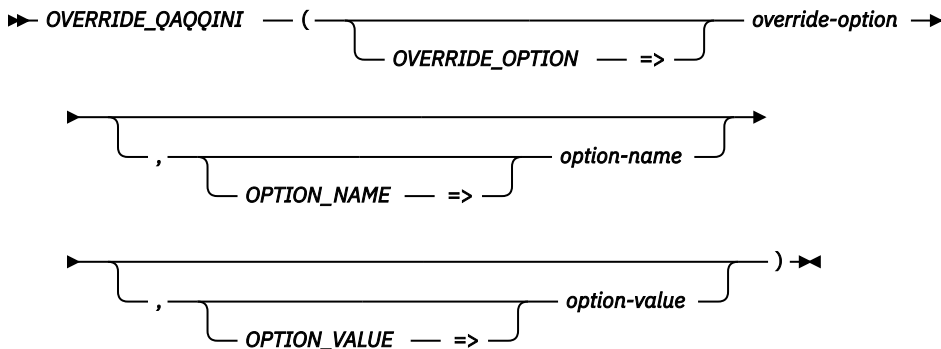 OVERRIDE_QAQQINI ( override-option
OVERRIDE_OPTION =>
, option-name
OPTION_NAME =>
)
, option-value
OPTION_VALUE =>